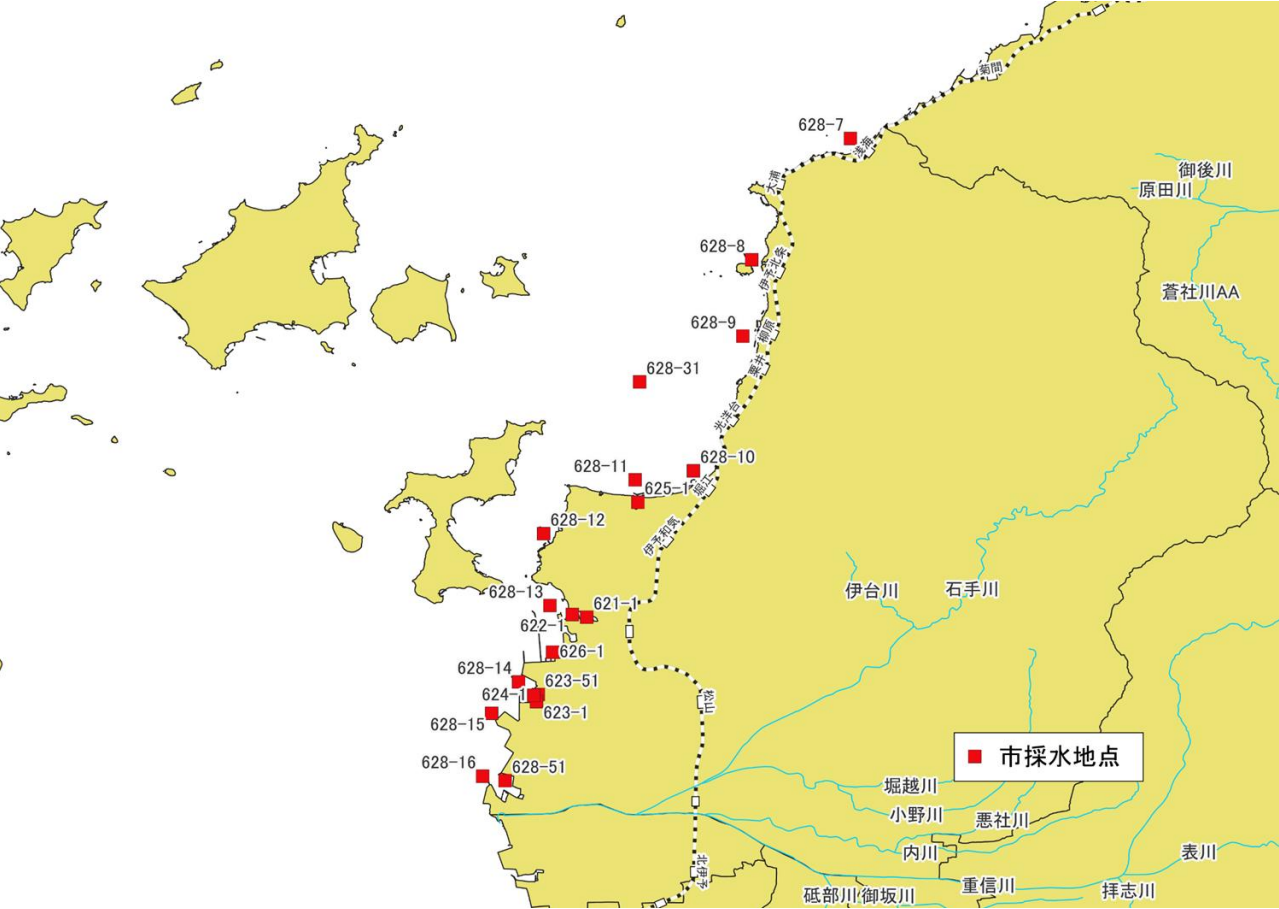 菊間
628-7
浅海
御後川
大浦
原田川
628-8
伊予北条
蒼社川AA
628-9
柳原
粟井
628-31
光洋台
628-10
628-11
625-1
堀江
628-12
伊予和気
伊台川
石手川
628-13
621-1
622-1
626-1
628-14
623-51
624-1
松山
623-1
628-15
市採水地点
628-16
628-51
堀越川
小野川
悪社川
内川
表川
北伊予
重信川
拝志川
砥部川
御坂川